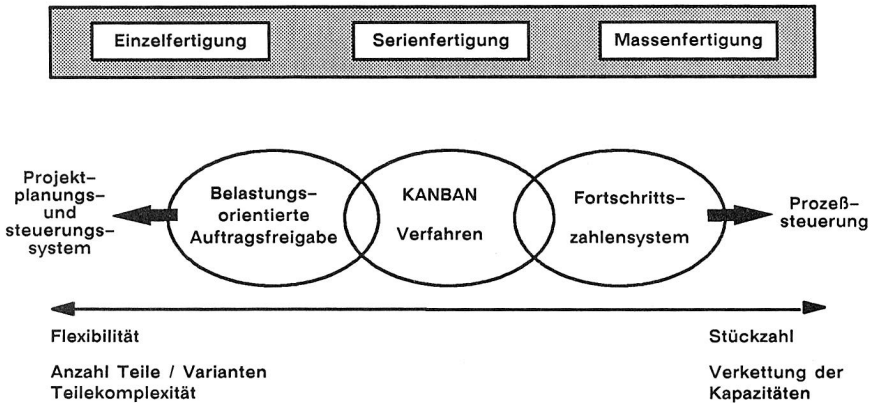 Einzelfertigung
Serienfertigung
Massenfertigung
Projekt-
planungs-
und
steuerungs-
system
Belastungs-
orientierte
Auftragsfreigabe
KANBAN
Verfahren
Fortschritts-
zahlensystem
Prozeß-
steuerung
Flexibilität
Stückzahl
Anzahl Teile / Varianten
Teilekomplexität
Verkettung der
Kapazitäten